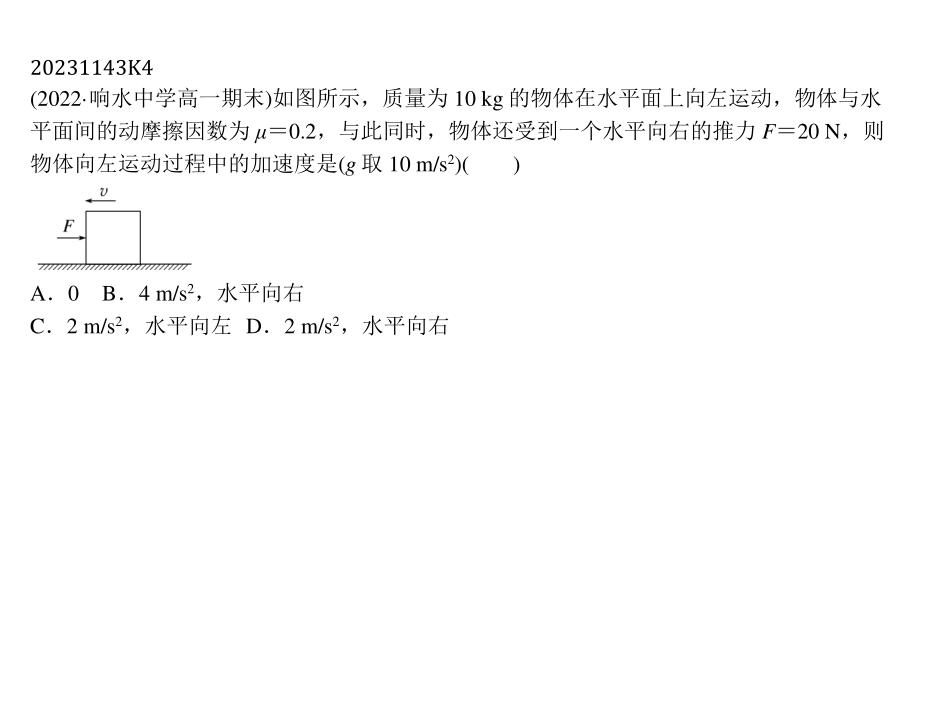 20231143K4
(2022·响水中学高一期末)如图所示，质量为 10 kg 的物体在水平面上向左运动，物体与水
平面间的动摩擦因数为 μ＝0.2，与此同时，物体还受到一个水平向右的推力 F＝20 N，则
物体向左运动过程中的加速度是(g 取 10 m/s²)(　　)
v
F
A．0　B．4 m/s²，水平向右
C．2 m/s²，水平向左 D．2 m/s²，水平向右